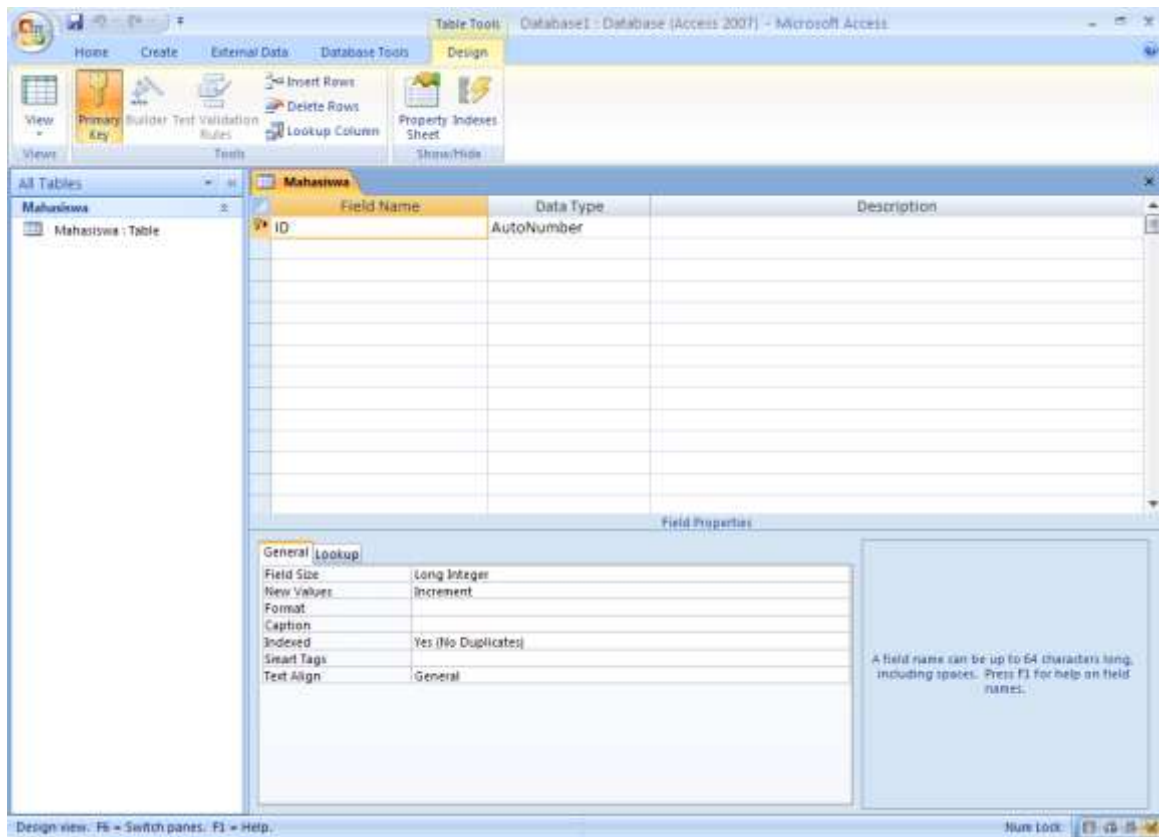 Table Tools Database1 : Database (Access 2007) - Microsoft Access
Home Create External Data Database Tools Design
View
Primary Key
Builder
Test Validation Rules
Insert Rows
Delete Rows
Lookup Column
Property Sheet
Indexes
Views Tools Show/Hide
All Tables
Mahasiswa
Mahasiswa : Table
Mahasiswa
Field Name Data Type Description
ID AutoNumber
Field Properties
General Lookup
Field Size Long Integer
New Values Increment
Format
Caption
Indexed Yes (No Duplicates)
Smart Tags
Text Align General
A field name can be up to 64 characters long,
including spaces. Press F1 for help on field
names.
Design view. F6 = Switch panes. F1 = Help.
Num Lock